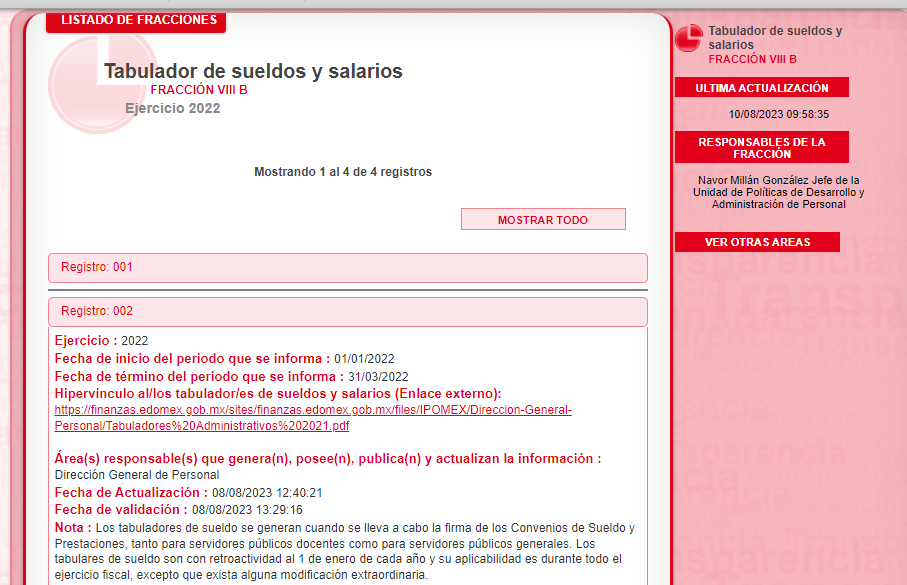 LISTADO DE FRACCIONES
Tabulador de sueldos y salarios
FRACCIÓN VIII B
Ejercicio 2022
Mostrando 1 al 4 de 4 registros
MOSTRAR TODO
Registro: 001
Registro: 002
Ejercicio : 2022
Fecha de inicio del periodo que se informa : 01/01/2022
Fecha de término del periodo que se informa : 31/03/2022
Hipervínculo al/los tabulador/es de sueldos y salarios (Enlace externo):
https://finanzas.edomex.gob.mx/sites/finanzas.edomex.gob.mx/files/IPOMEX/Direccion-General-
Personal/Tabuladores%20Administrativos%202021.pdf
Área(s) responsable(s) que genera(n), posee(n), publica(n) y actualizan la información :
Dirección General de Personal
Fecha de Actualización : 08/08/2023 12:40:21
Fecha de validación : 08/08/2023 13:29:16
Nota : Los tabuladores de sueldo se generan cuando se lleva a cabo la firma de los Convenios de Sueldo y
Prestaciones, tanto para servidores públicos docentes como para servidores públicos generales. Los
tabulares de sueldo son con retroactividad al 1 de enero de cada año y su aplicabilidad es durante todo el
ejercicio fiscal, excepto que exista alguna modificación extraordinaria.
Tabulador de sueldos y
salarios
FRACCIÓN VIII B
ULTIMA ACTUALIZACIÓN
10/08/2023 09:58:35
RESPONSABLES DE LA
FRACCIÓN
Navor Millán González Jefe de la
Unidad de Políticas de Desarrollo y
Administración de Personal
VER OTRAS AREAS